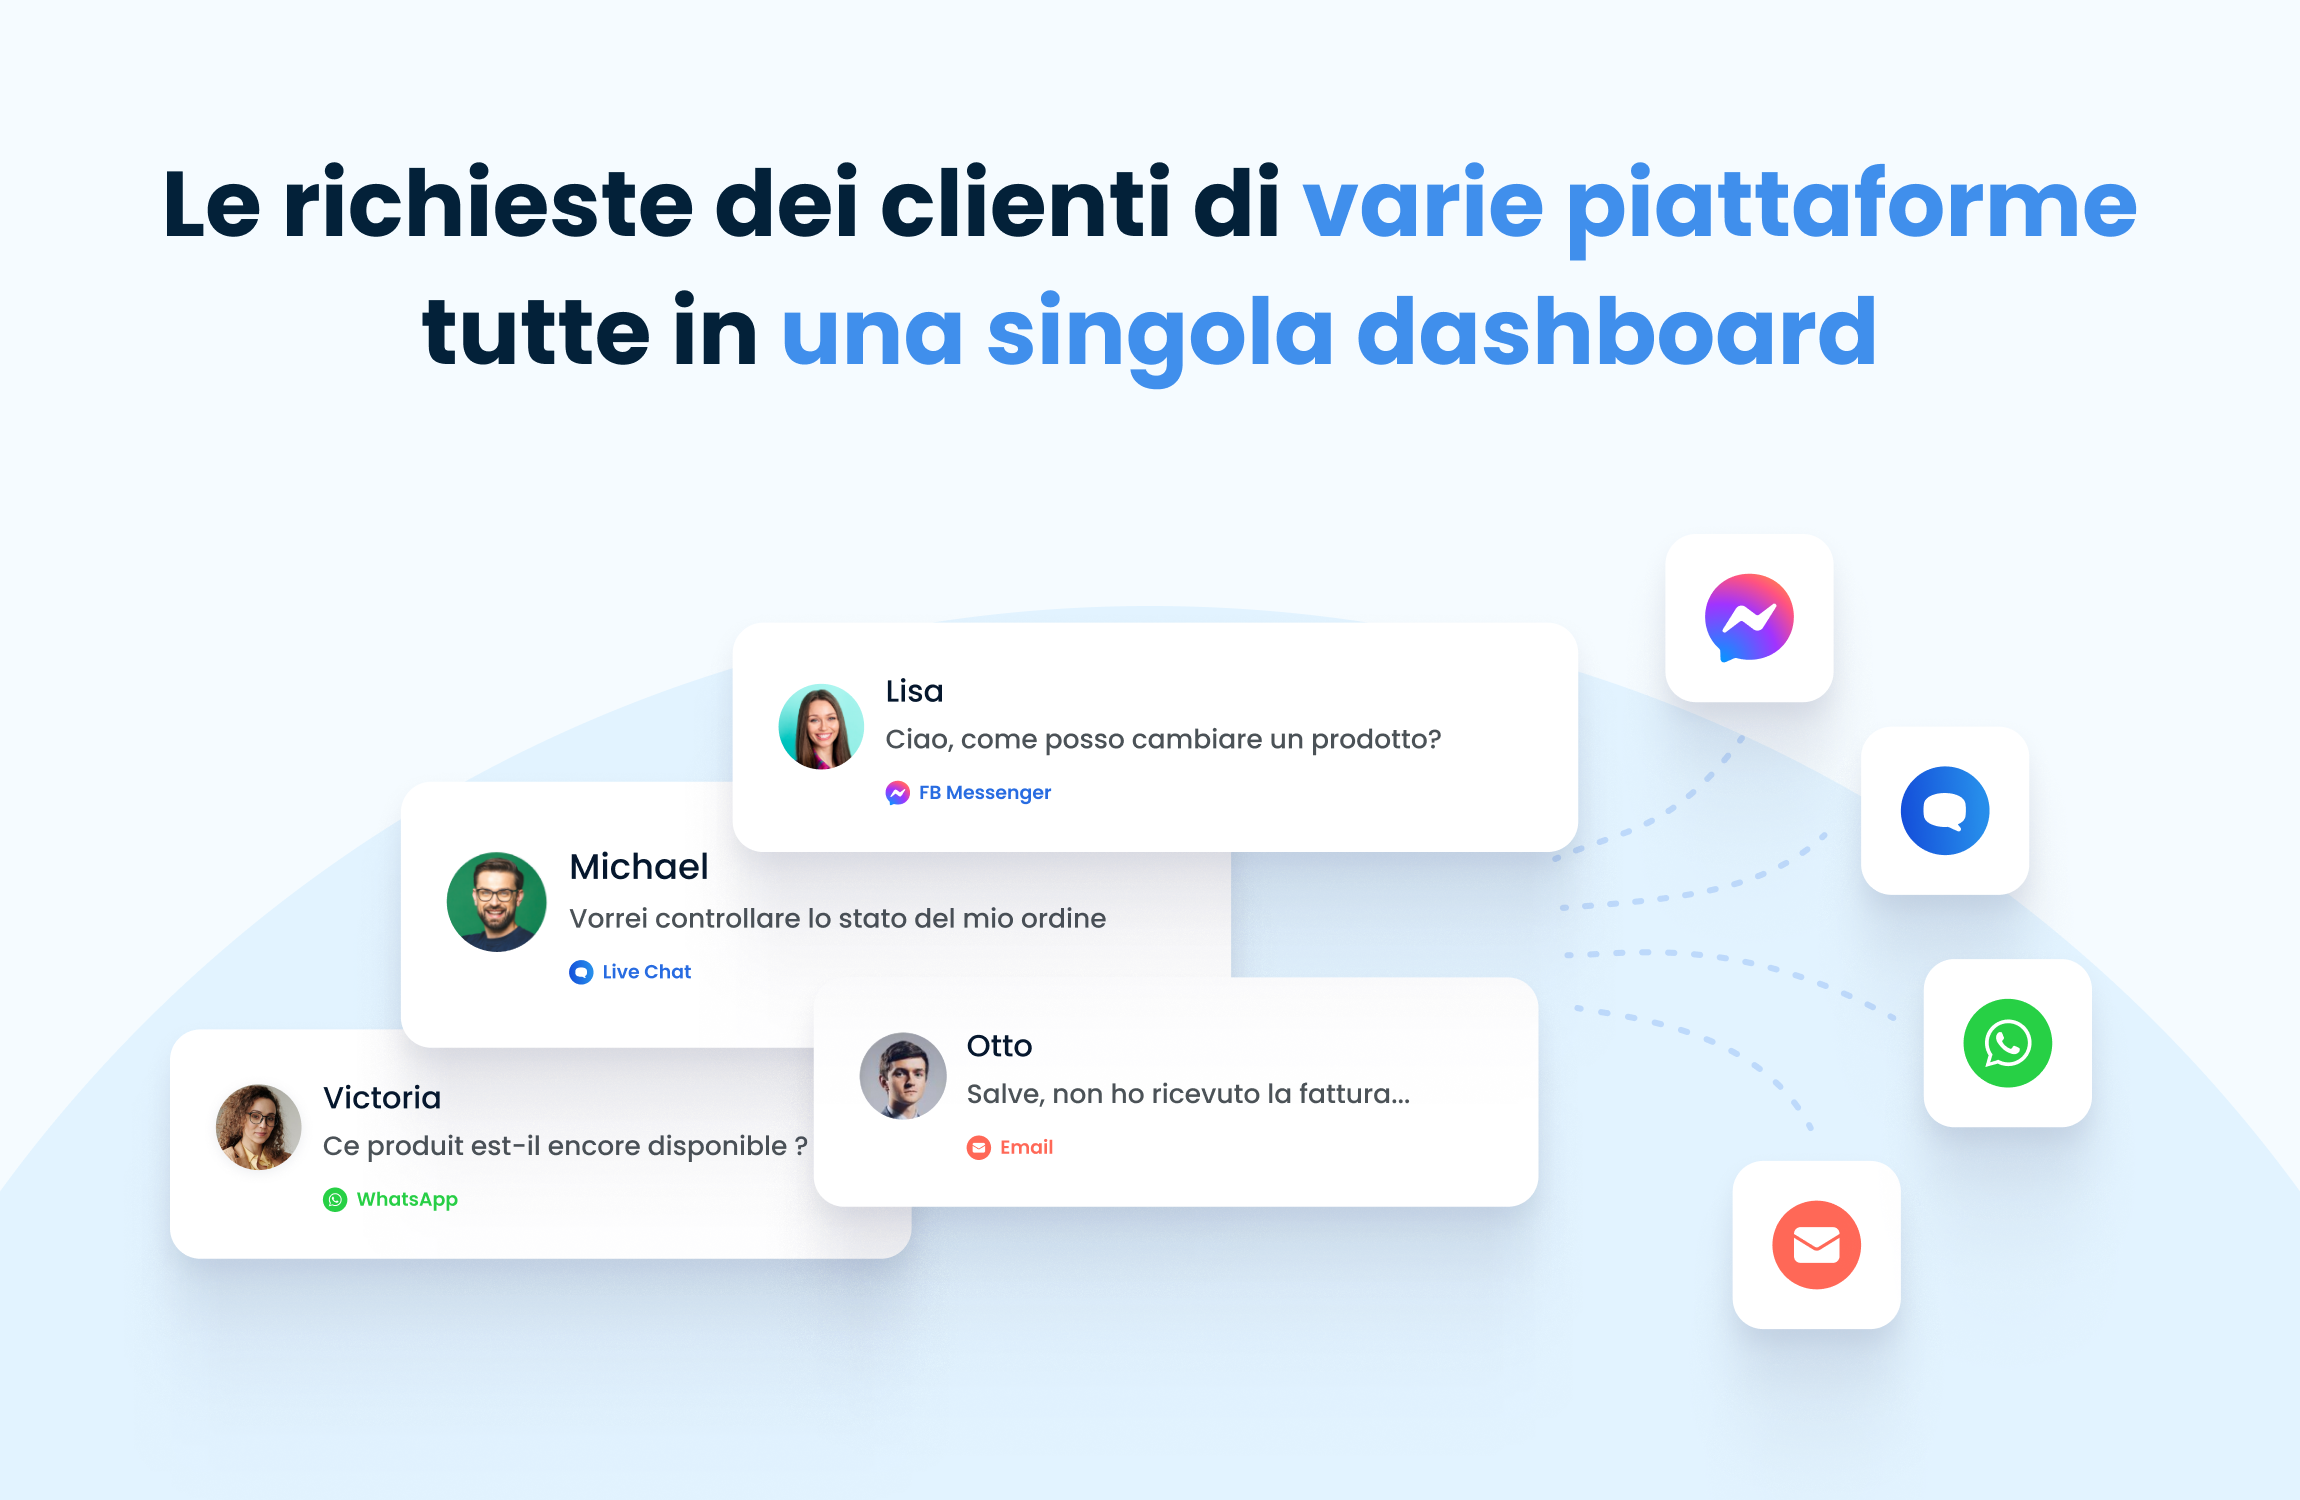 Le richieste dei clienti di varie piattaforme
tutte in una singola dashboard
Lisa
Ciao, come posso cambiare un prodotto?
FB Messenger
Michael
Vorrei controllare lo stato del mio ordine
Live Chat
Otto
Salve, non ho ricevuto la fattura...
Email
Victoria
Ce produit est-il encore disponible ?
WhatsApp